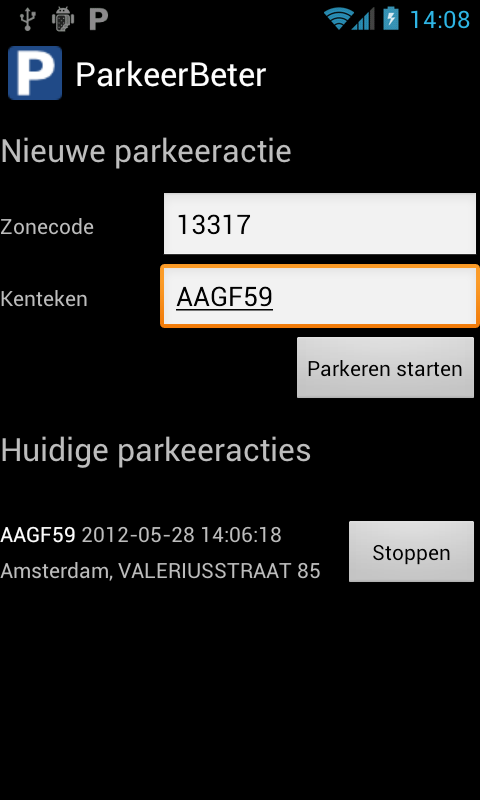 P 14:08
P ParkeerBeter
Nieuwe parkeeractie
Zonecode 13317
Kenteken AAGF59
Parkeren starten
Huidige parkeeracties
AAGF59 2012-05-28 14:06:18
Amsterdam, VALERIUSSTRAAT 85
Stoppen